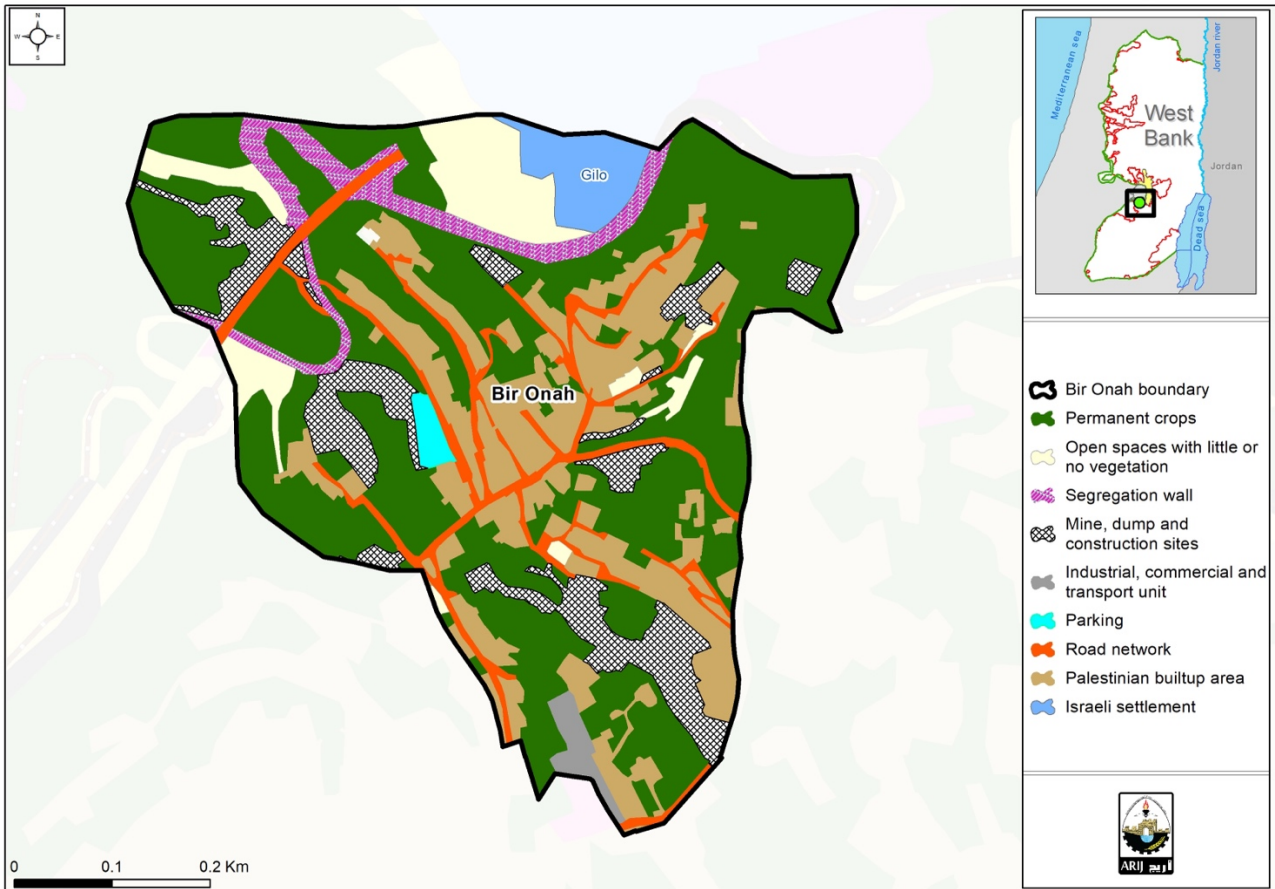 N
W
E
S
Gilo
Bir Onah
0
0.1
0.2 Km
Mediterranean sea
Jordan river
West
Bank
Jordan
Dead sea
Bir Onah boundary
Permanent crops
Open spaces with little or
no vegetation
Segregation wall
Mine, dump and
construction sites
Industrial, commercial and
transport unit
Parking
Road network
Palestinian builtup area
Israeli settlement
ARIJ أريج